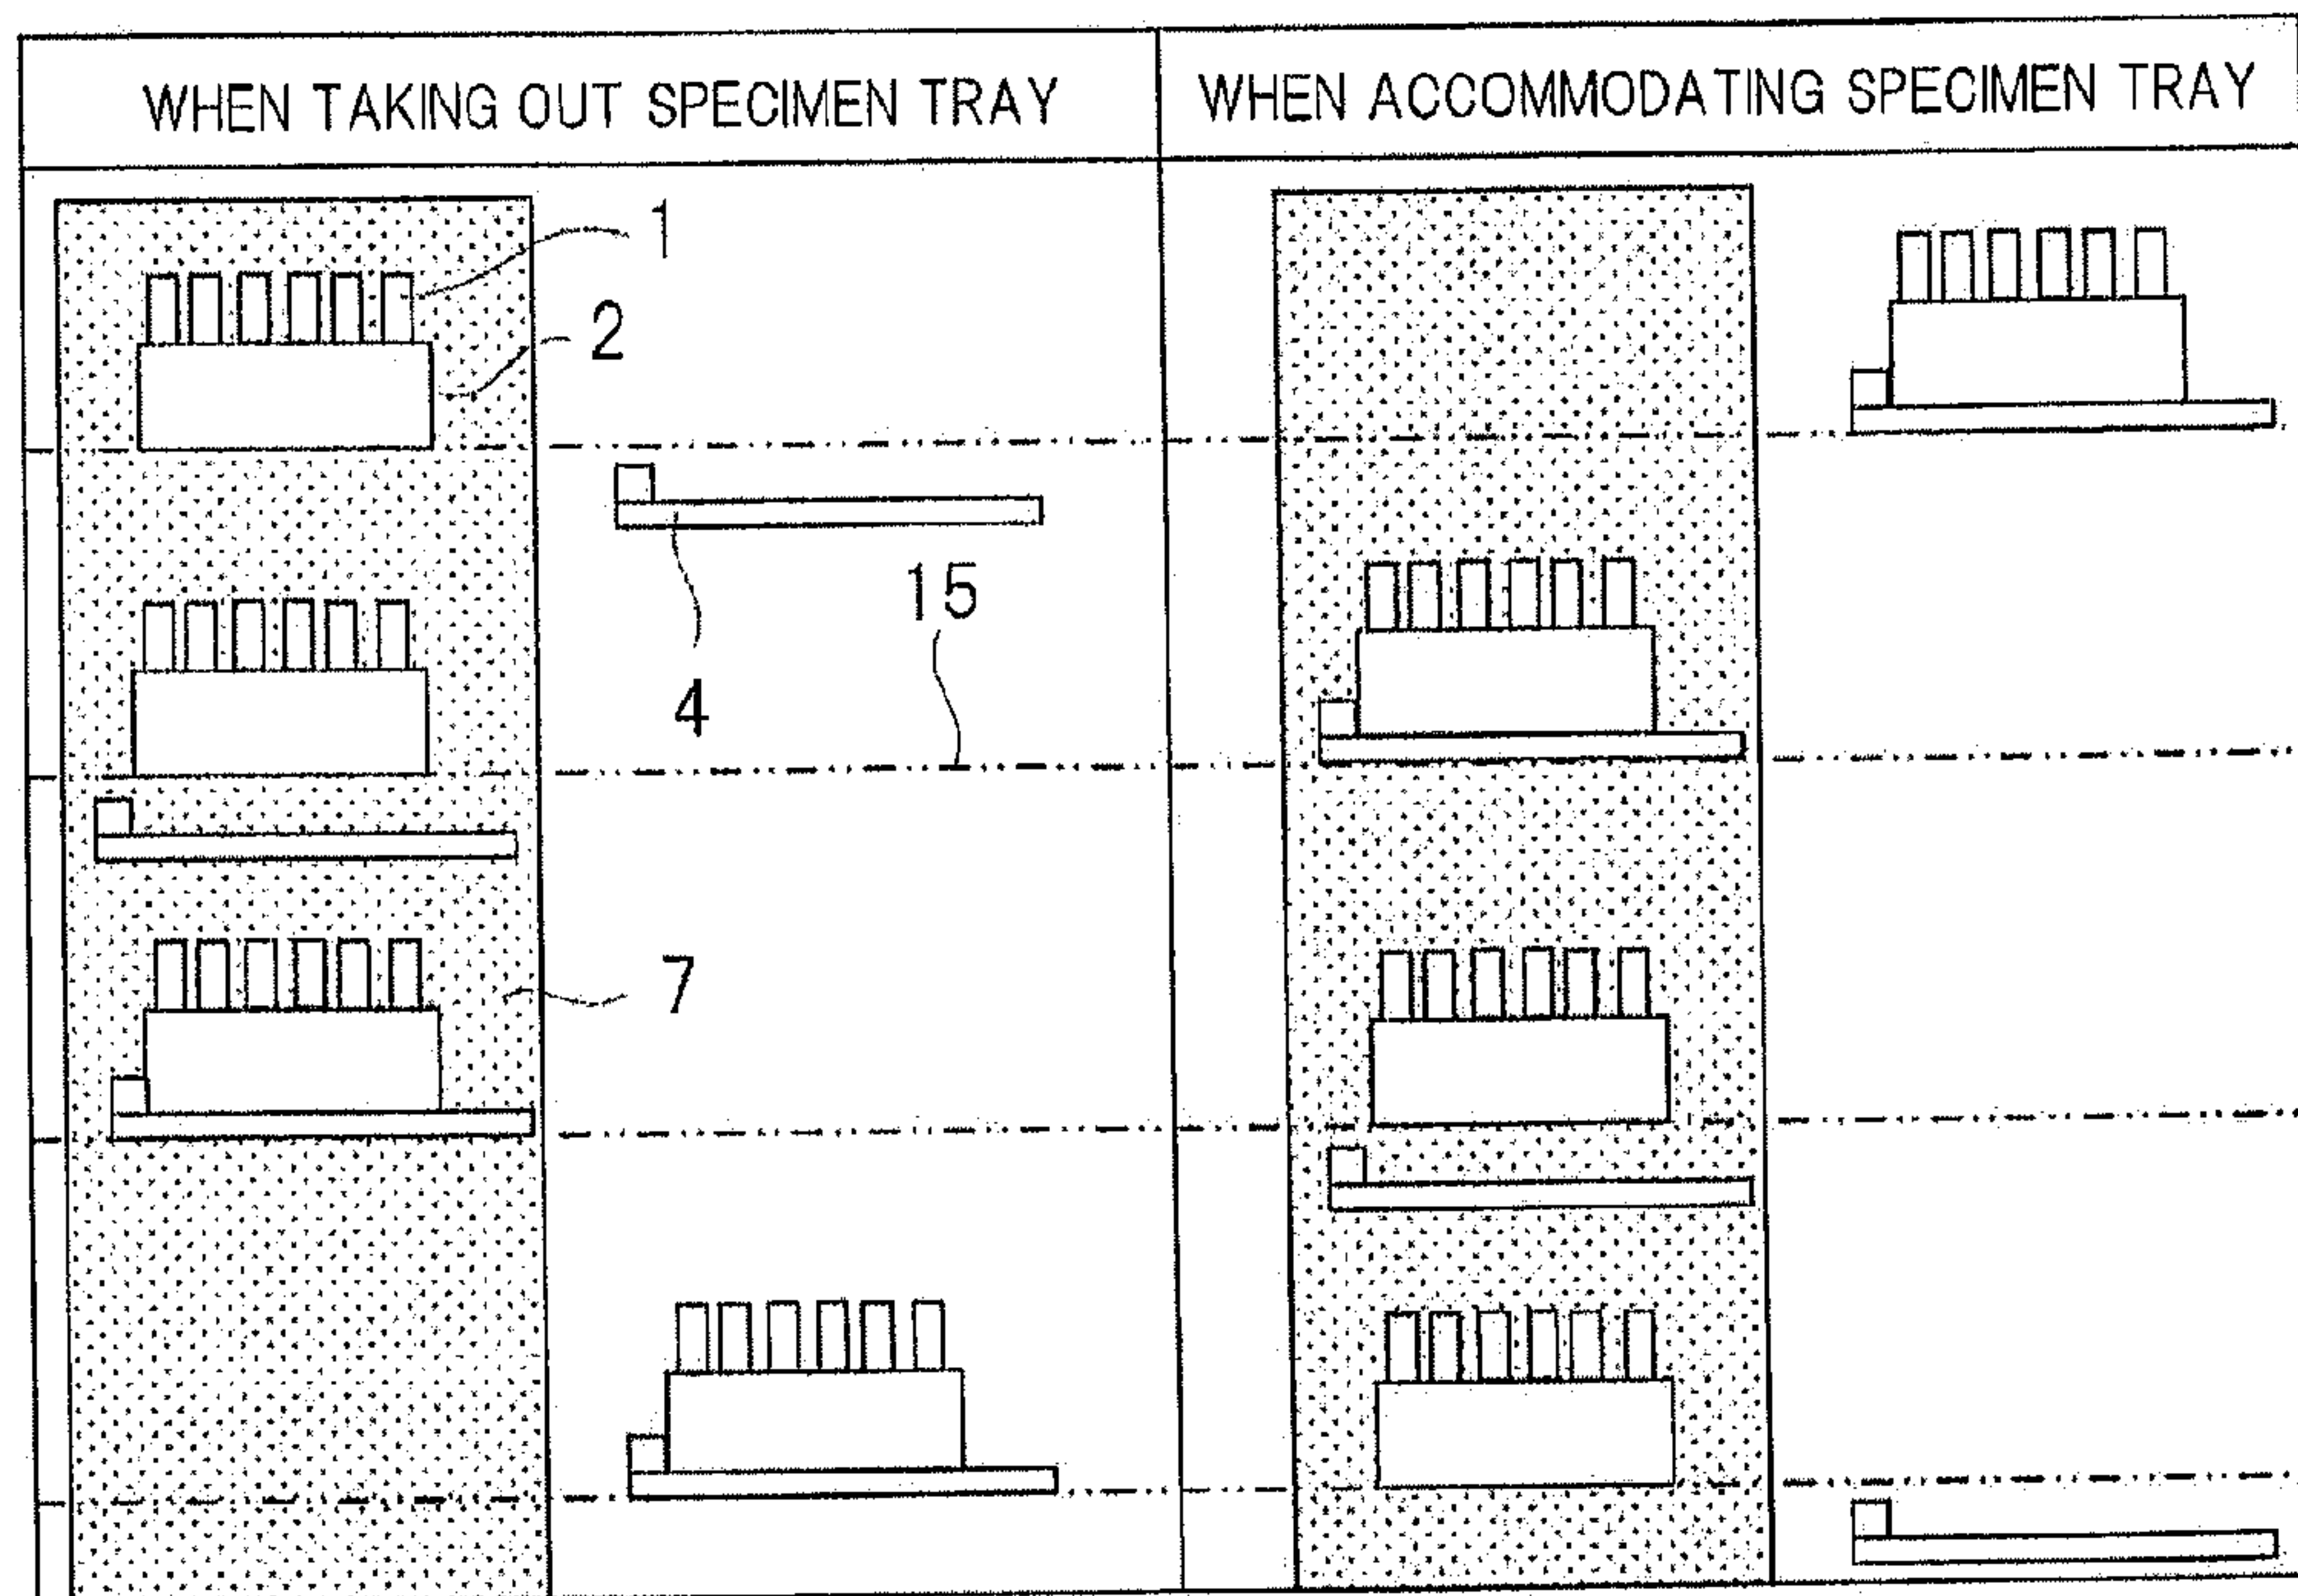 WHEN TAKING OUT SPECIMEN TRAY
WHEN ACCOMMODATING SPECIMEN TRAY
1
2
15
4
7